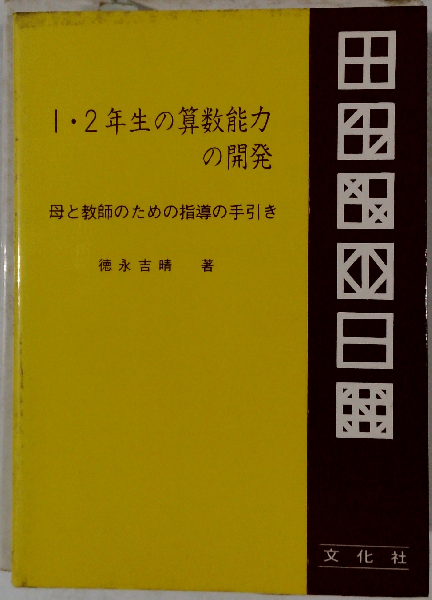 1・2年生の算数能力
の開発
母と教師のための指導の手引き
徳永吉晴 著
文化社